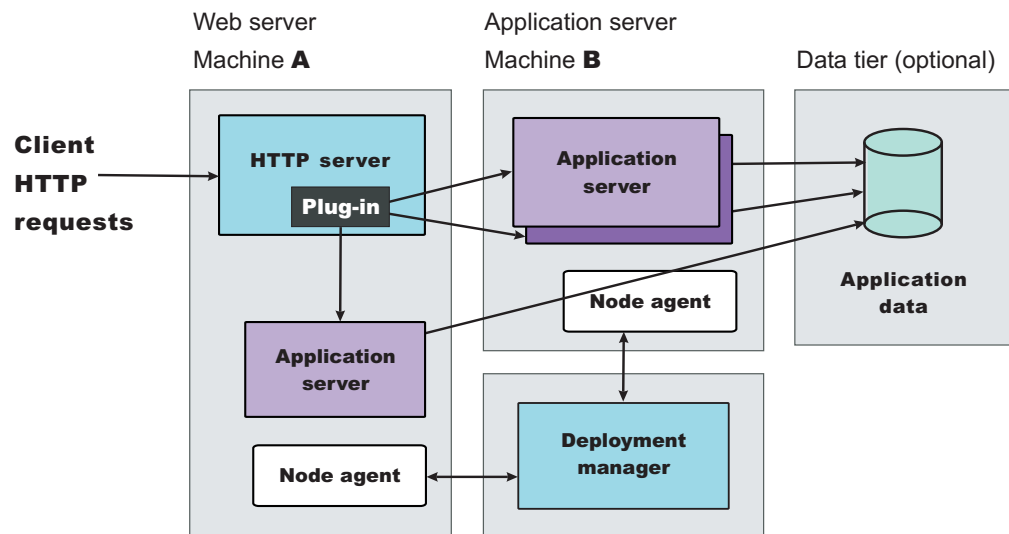 Web server
Machine A
Application server
Machine B
Data tier (optional)
Client
HTTP
requests
HTTP server
Plug-in
Application
server
Application
data
Node agent
Application
server
Deployment
manager
Node agent